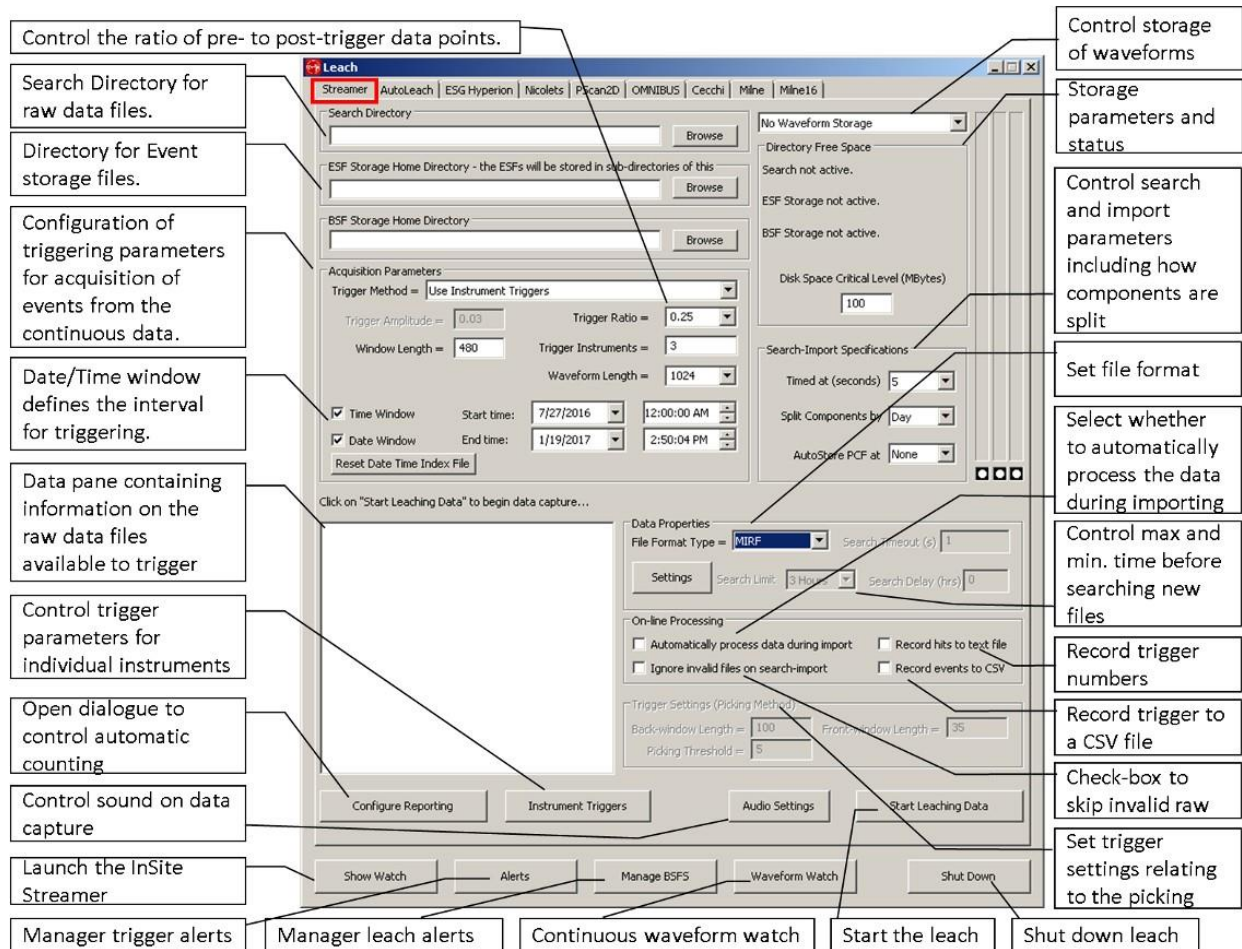 Control the ratio of pre- to post-trigger data points.
Search Directory for
raw data files.
Directory for Event
storage files.
Configuration of
triggering parameters
for acquisition of
events from the
continuous data.
Date/Time window
defines the interval
for triggering.
Data pane containing
information on the
raw data files
available to trigger
Control trigger
parameters for
individual instruments
Open dialogue to
control automatic
counting
Control sound on data
capture
Launch the InSite
Streamer
Leach
Streamer AutoLeach ESG Hyperion Nicolets PScan2D OMNIBUS Cecchi Milne Milne16
Search Directory
Browse
ESF Storage Home Directory - the ESFs will be stored in sub-directories of this
Browse
BSF Storage Home Directory
Browse
No Waveform Storage
Directory Free Space
Search not active.
ESF Storage not active.
BSF Storage not active.
Disk Space Critical Level (MBytes)
100
Acquisition Parameters
Trigger Method = Use Instrument Triggers
Trigger Amplitude = 0.03 Trigger Ratio = 0.25
Window Length = 480 Trigger Instruments = 3
Waveform Length = 1024
Time Window Start time: 7/27/2016 12:00:00 AM
Date Window End time: 1/19/2017 2:50:04 PM
Reset Date Time Index File
Search-Import Specifications
Timed at (seconds) 5
Split Components by Day
AutoStore PCF at None
Click on "Start Leaching Data" to begin data capture...
Data Properties
File Format Type = MIRF Search Timeout (s) 1
Settings Search Limit 3 Hours Search Delay (hrs) 0
On-line Processing
Automatically process data during import Record hits to text file
Ignore invalid files on search-import Record events to CSV
Trigger Settings (Picking Method)
Back-window Length = 100 Front-window Length = 35
Picking Threshold = 5
Configure Reporting Instrument Triggers Audio Settings Start Leaching Data
Show Watch Alerts Manage BSFS Waveform Watch Shut Down
Control storage
of waveforms
Storage
parameters and
status
Control search
and import
parameters
including how
components are
split
Set file format
Select whether
to automatically
process the data
during importing
Control max and
min. time before
searching new
files
Record trigger
numbers
Record trigger to
a CSV file
Check-box to
skip invalid raw
Set trigger
settings relating
to the picking
Manager trigger alerts
Manager leach alerts
Continuous waveform watch
Start the leach
Shut down leach